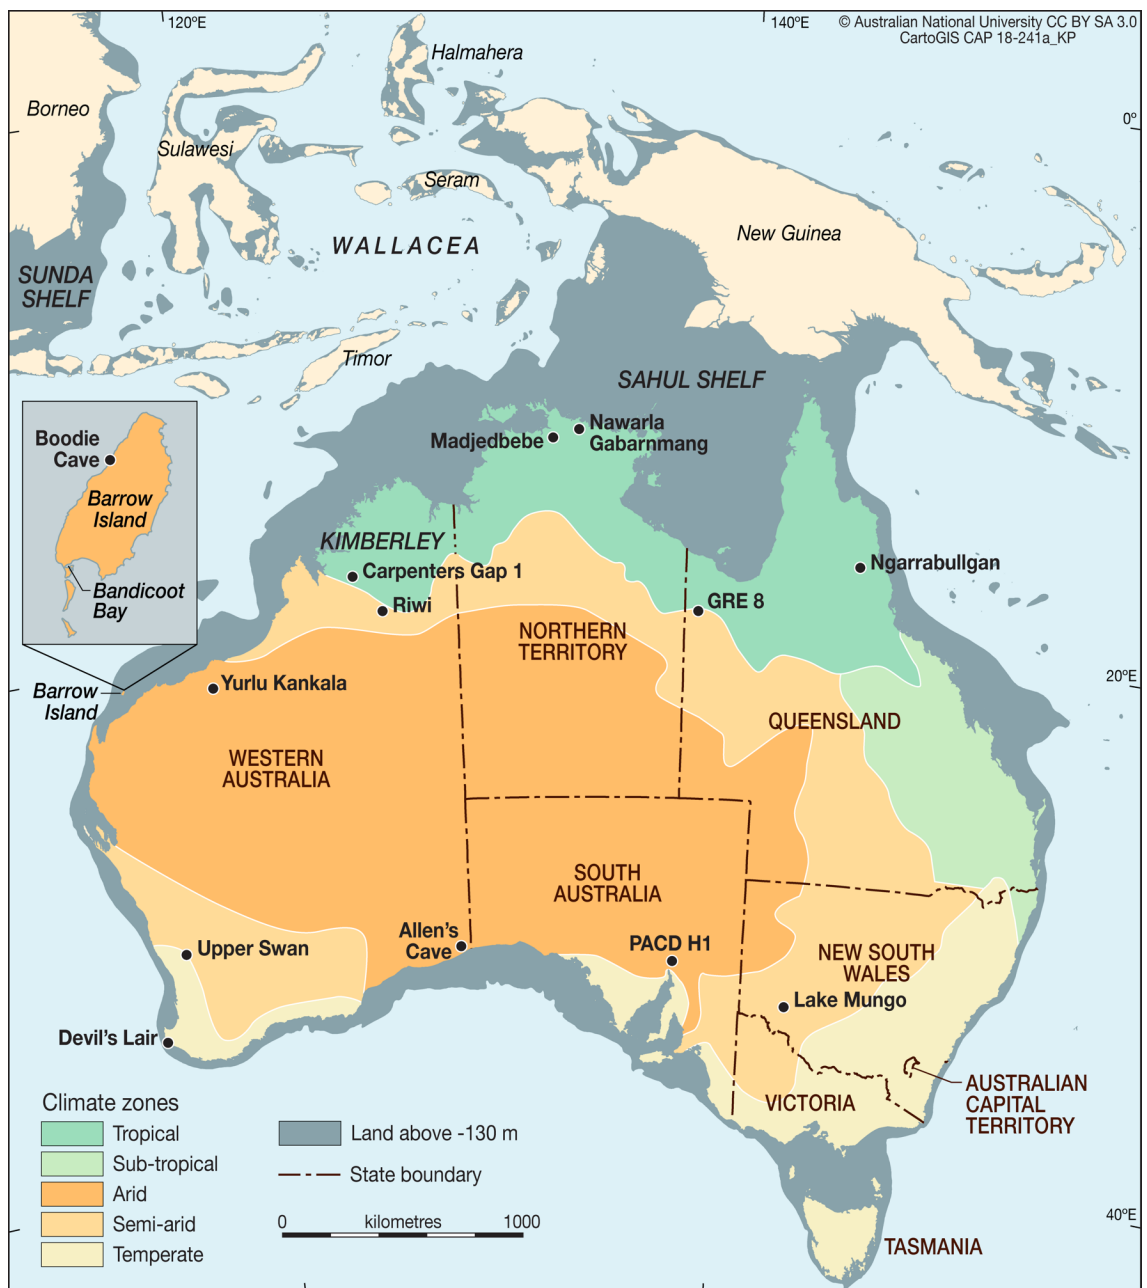 120ºE
140ºE
© Australian National University CC BY SA 3.0
CartoGIS CAP 18-241a_KP
Halmahera
Borneo
0º
Sulawesi
Seram
WALLACEA
New Guinea
SUNDA
SHELF
Timor
SAHUL SHELF
Nawarla
Gabarnmang
Madjedbebe
Boodie
Cave
Barrow
Island
Bandicoot
Bay
KIMBERLEY
Carpenters Gap 1
Ngarrabullgan
Riwi
GRE 8
NORTHERN
TERRITORY
20ºE
Barrow
Island
Yurlu Kankala
QUEENSLAND
WESTERN
AUSTRALIA
SOUTH
AUSTRALIA
Allen's
Cave
PACD H1
Upper Swan
NEW SOUTH
WALES
Lake Mungo
Devil's Lair
AUSTRALIAN
CAPITAL
TERRITORY
VICTORIA
Climate zones
Tropical
Sub-tropical
Arid
Semi-arid
Temperate
Land above -130 m
State boundary
0 kilometres 1000
40ºE
TASMANIA